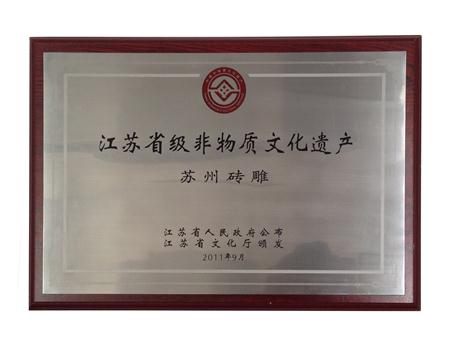 江苏省级非物质文化遗产
苏州砖雕
江苏省人民政府公布
江苏省文化厅颁发
2011年9月